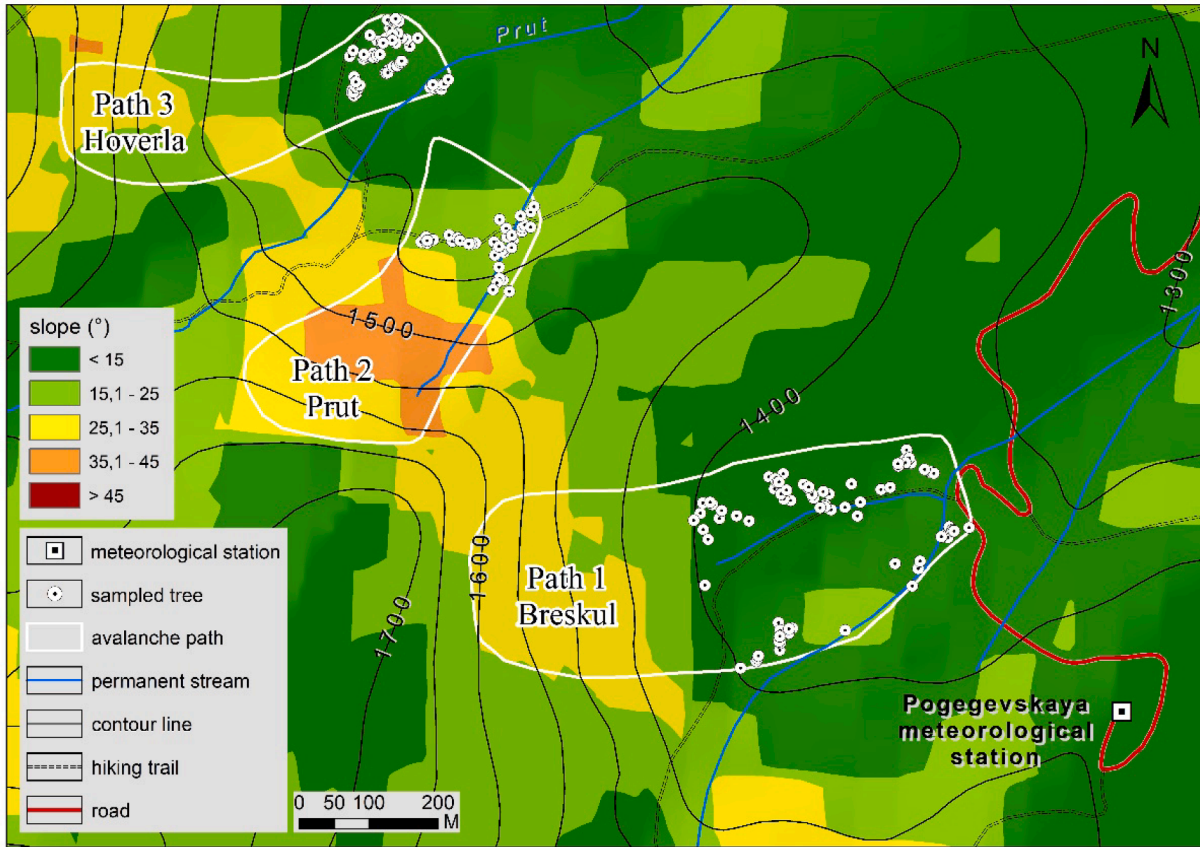 Prut
N
Path 3
Hoverla
1300
1500
slope (°)
< 15
15,1 - 25
25,1 - 35
35,1 - 45
> 45
Path 2
Prut
1400
1600
Path 1
Breskul
1700
meteorological station
sampled tree
avalanche path
permanent stream
contour line
hiking trail
road
Pogegevskaya
meteorological
station
0 50 100 200
M